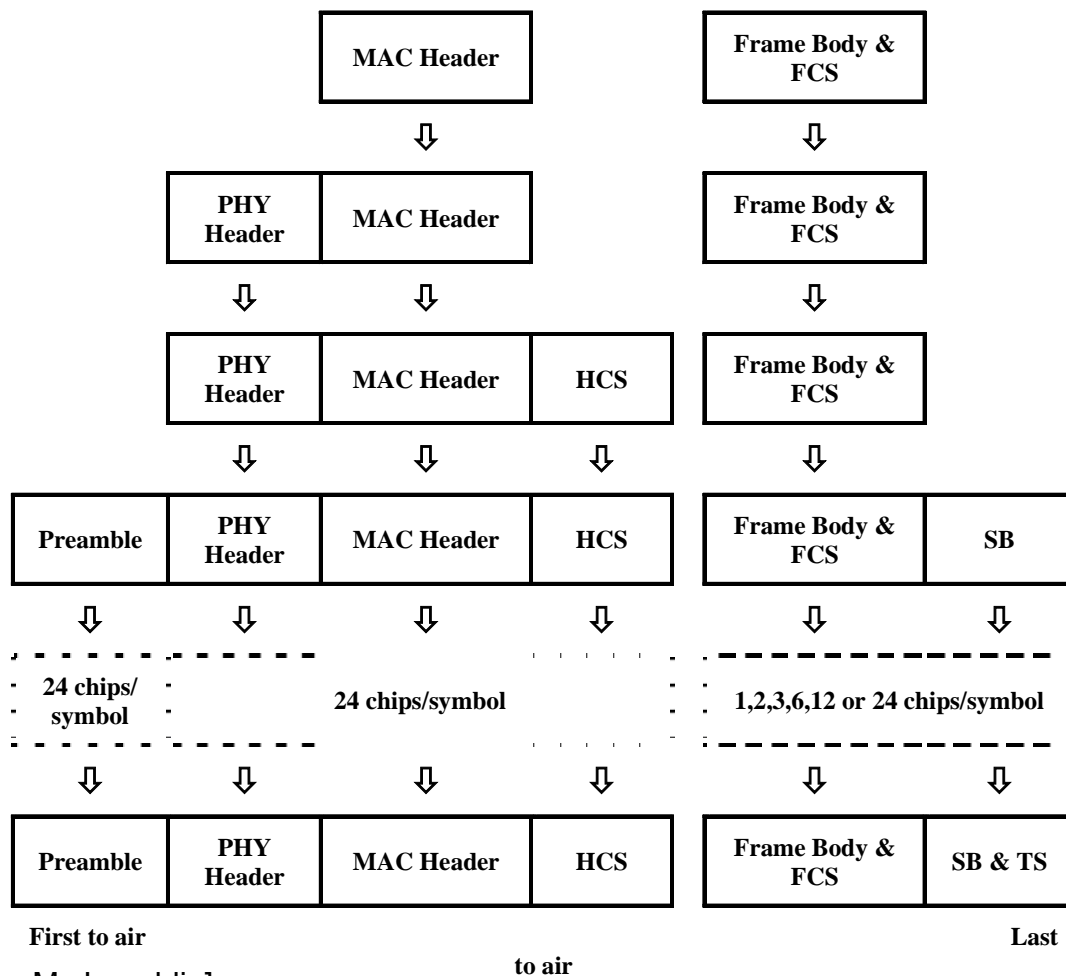 MAC Header
Frame Body &
FCS
PHY
Header
MAC Header
Frame Body &
FCS
PHY
Header
MAC Header
HCS
Frame Body &
FCS
Preamble
PHY
Header
MAC Header
HCS
Frame Body &
FCS
SB
24 chips/
symbol
24 chips/symbol
1,2,3,6,12 or 24 chips/symbol
Preamble
PHY
Header
MAC Header
HCS
Frame Body &
FCS
SB & TS
First to air
Last
to air